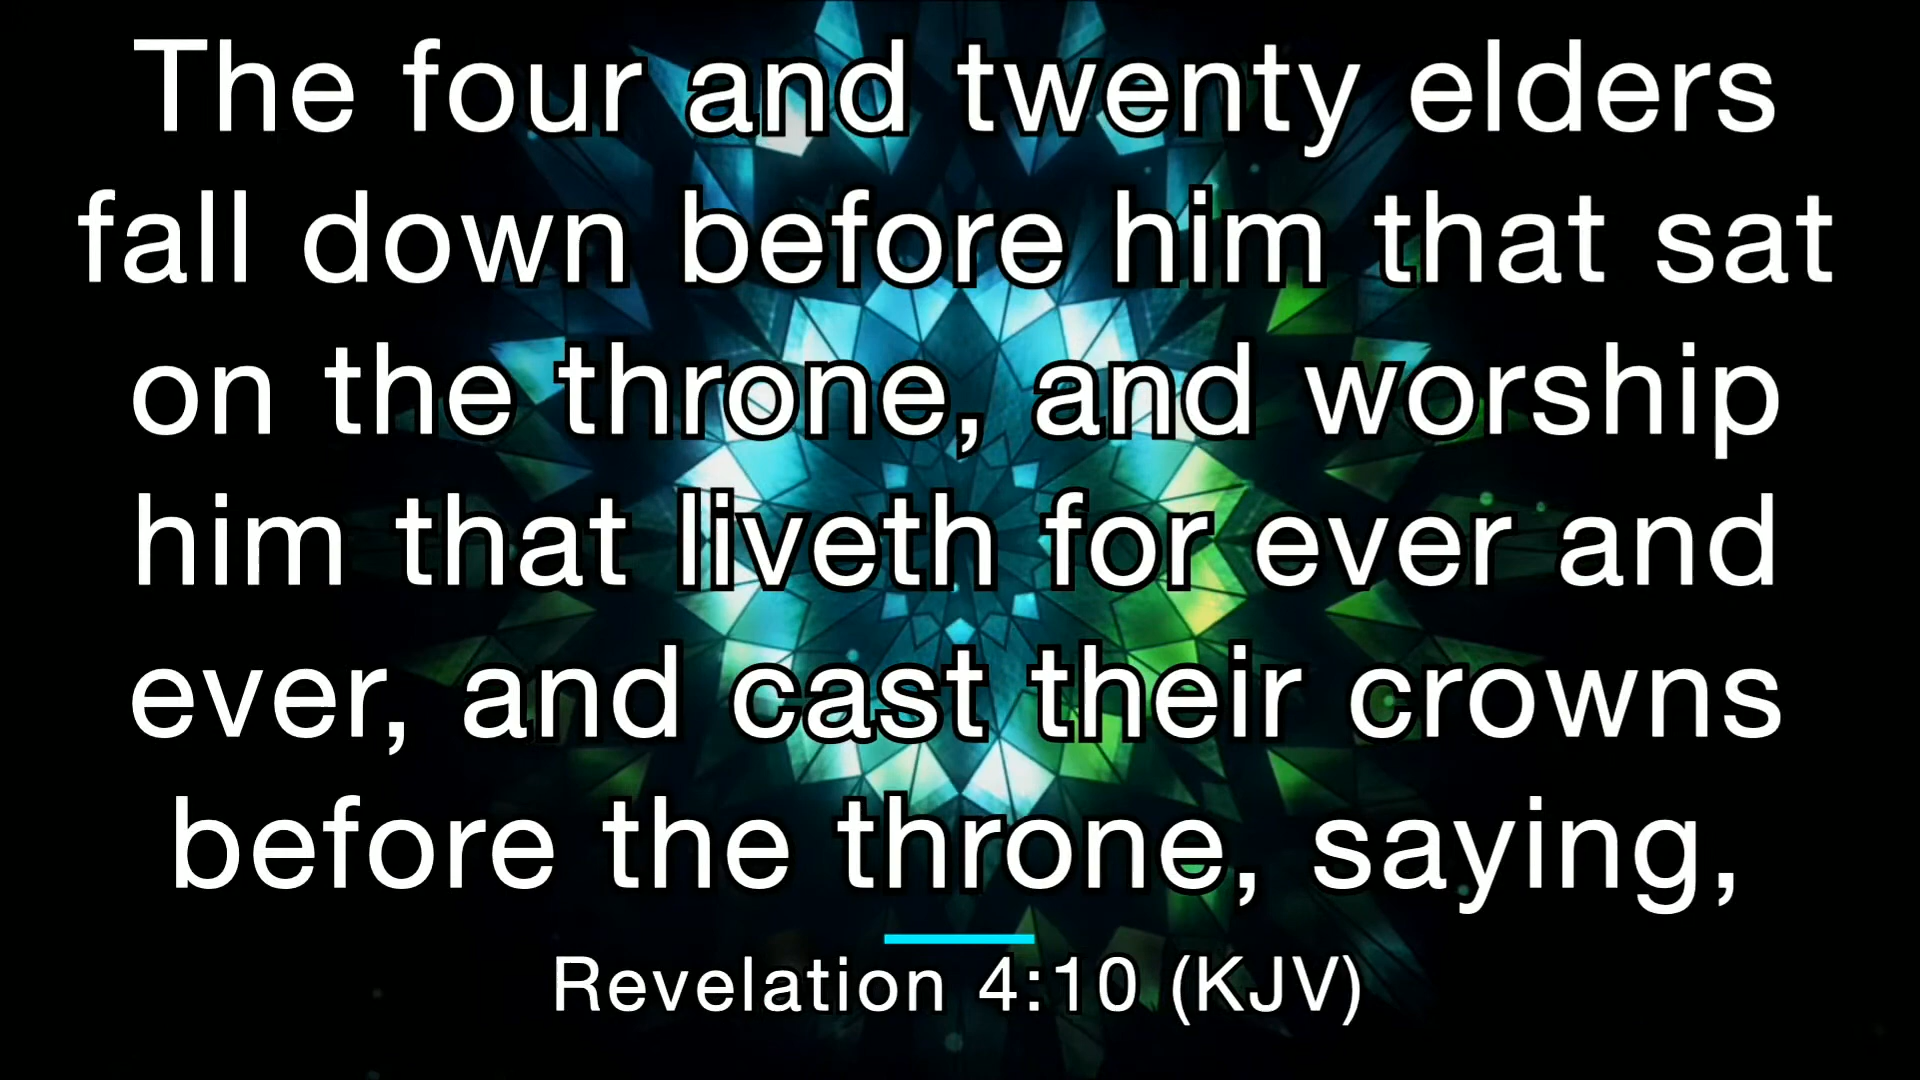 The four and twenty elders
fall down before him that sat
on the throne, and worship
him that liveth for ever and
ever, and cast their crowns
before the throne, saying,
Revelation 4:10 (KJV)